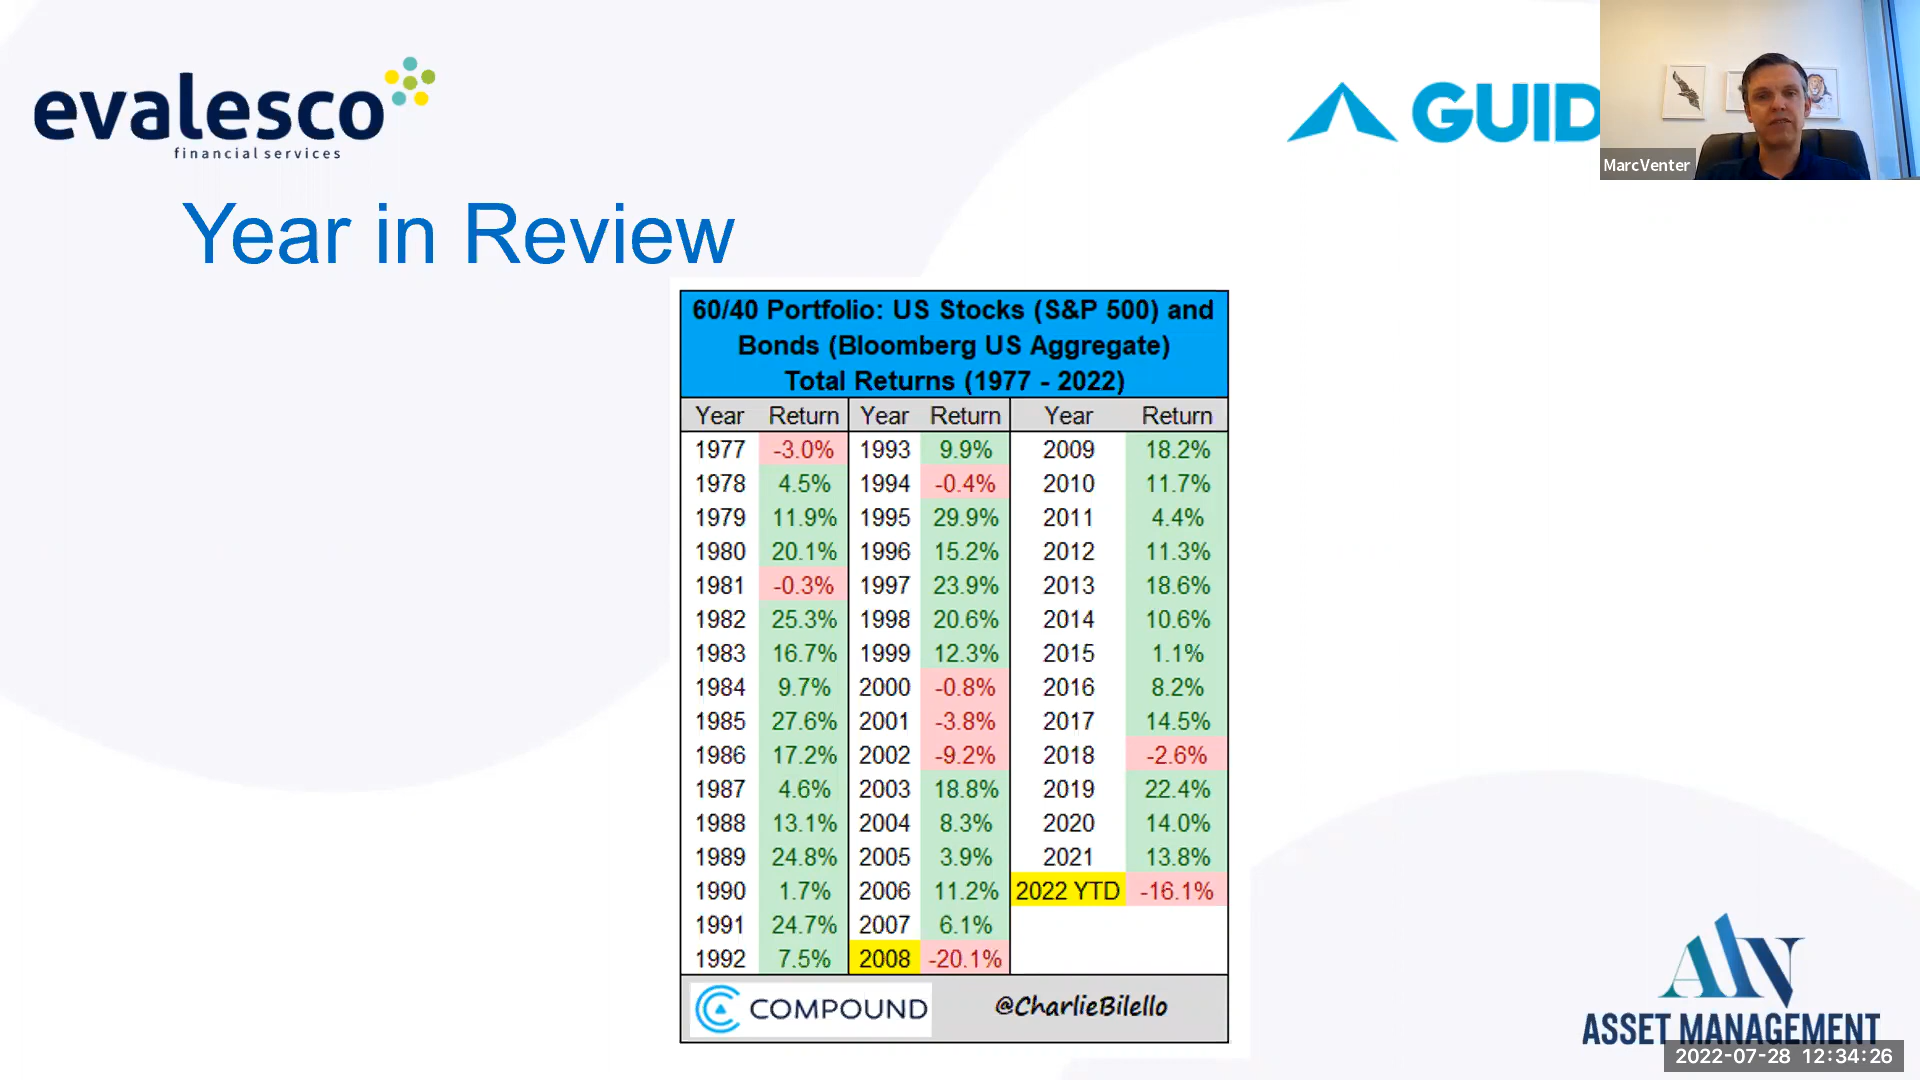 evalesco
financial services
GUID
MarcVenter
Year in Review
60/40 Portfolio: US Stocks (S&P 500) and
Bonds (Bloomberg US Aggregate)
Total Returns (1977 - 2022)
Year Return Year Return Year Return
1977 -3.0% 1993 9.9% 2009 18.2%
1978 4.5% 1994 -0.4% 2010 11.7%
1979 11.9% 1995 29.9% 2011 4.4%
1980 20.1% 1996 15.2% 2012 11.3%
1981 -0.3% 1997 23.9% 2013 18.6%
1982 25.3% 1998 20.6% 2014 10.6%
1983 16.7% 1999 12.3% 2015 1.1%
1984 9.7% 2000 -0.8% 2016 8.2%
1985 27.6% 2001 -3.8% 2017 14.5%
1986 17.2% 2002 -9.2% 2018 -2.6%
1987 4.6% 2003 18.8% 2019 22.4%
1988 13.1% 2004 8.3% 2020 14.0%
1989 24.8% 2005 3.9% 2021 13.8%
1990 1.7% 2006 11.2% 2022 YTD -16.1%
1991 24.7% 2007 6.1%
1992 7.5% 2008 -20.1%
COMPOUND @CharlieBilello
ASSET MANAGEMENT
2022-07-28 12:34:26